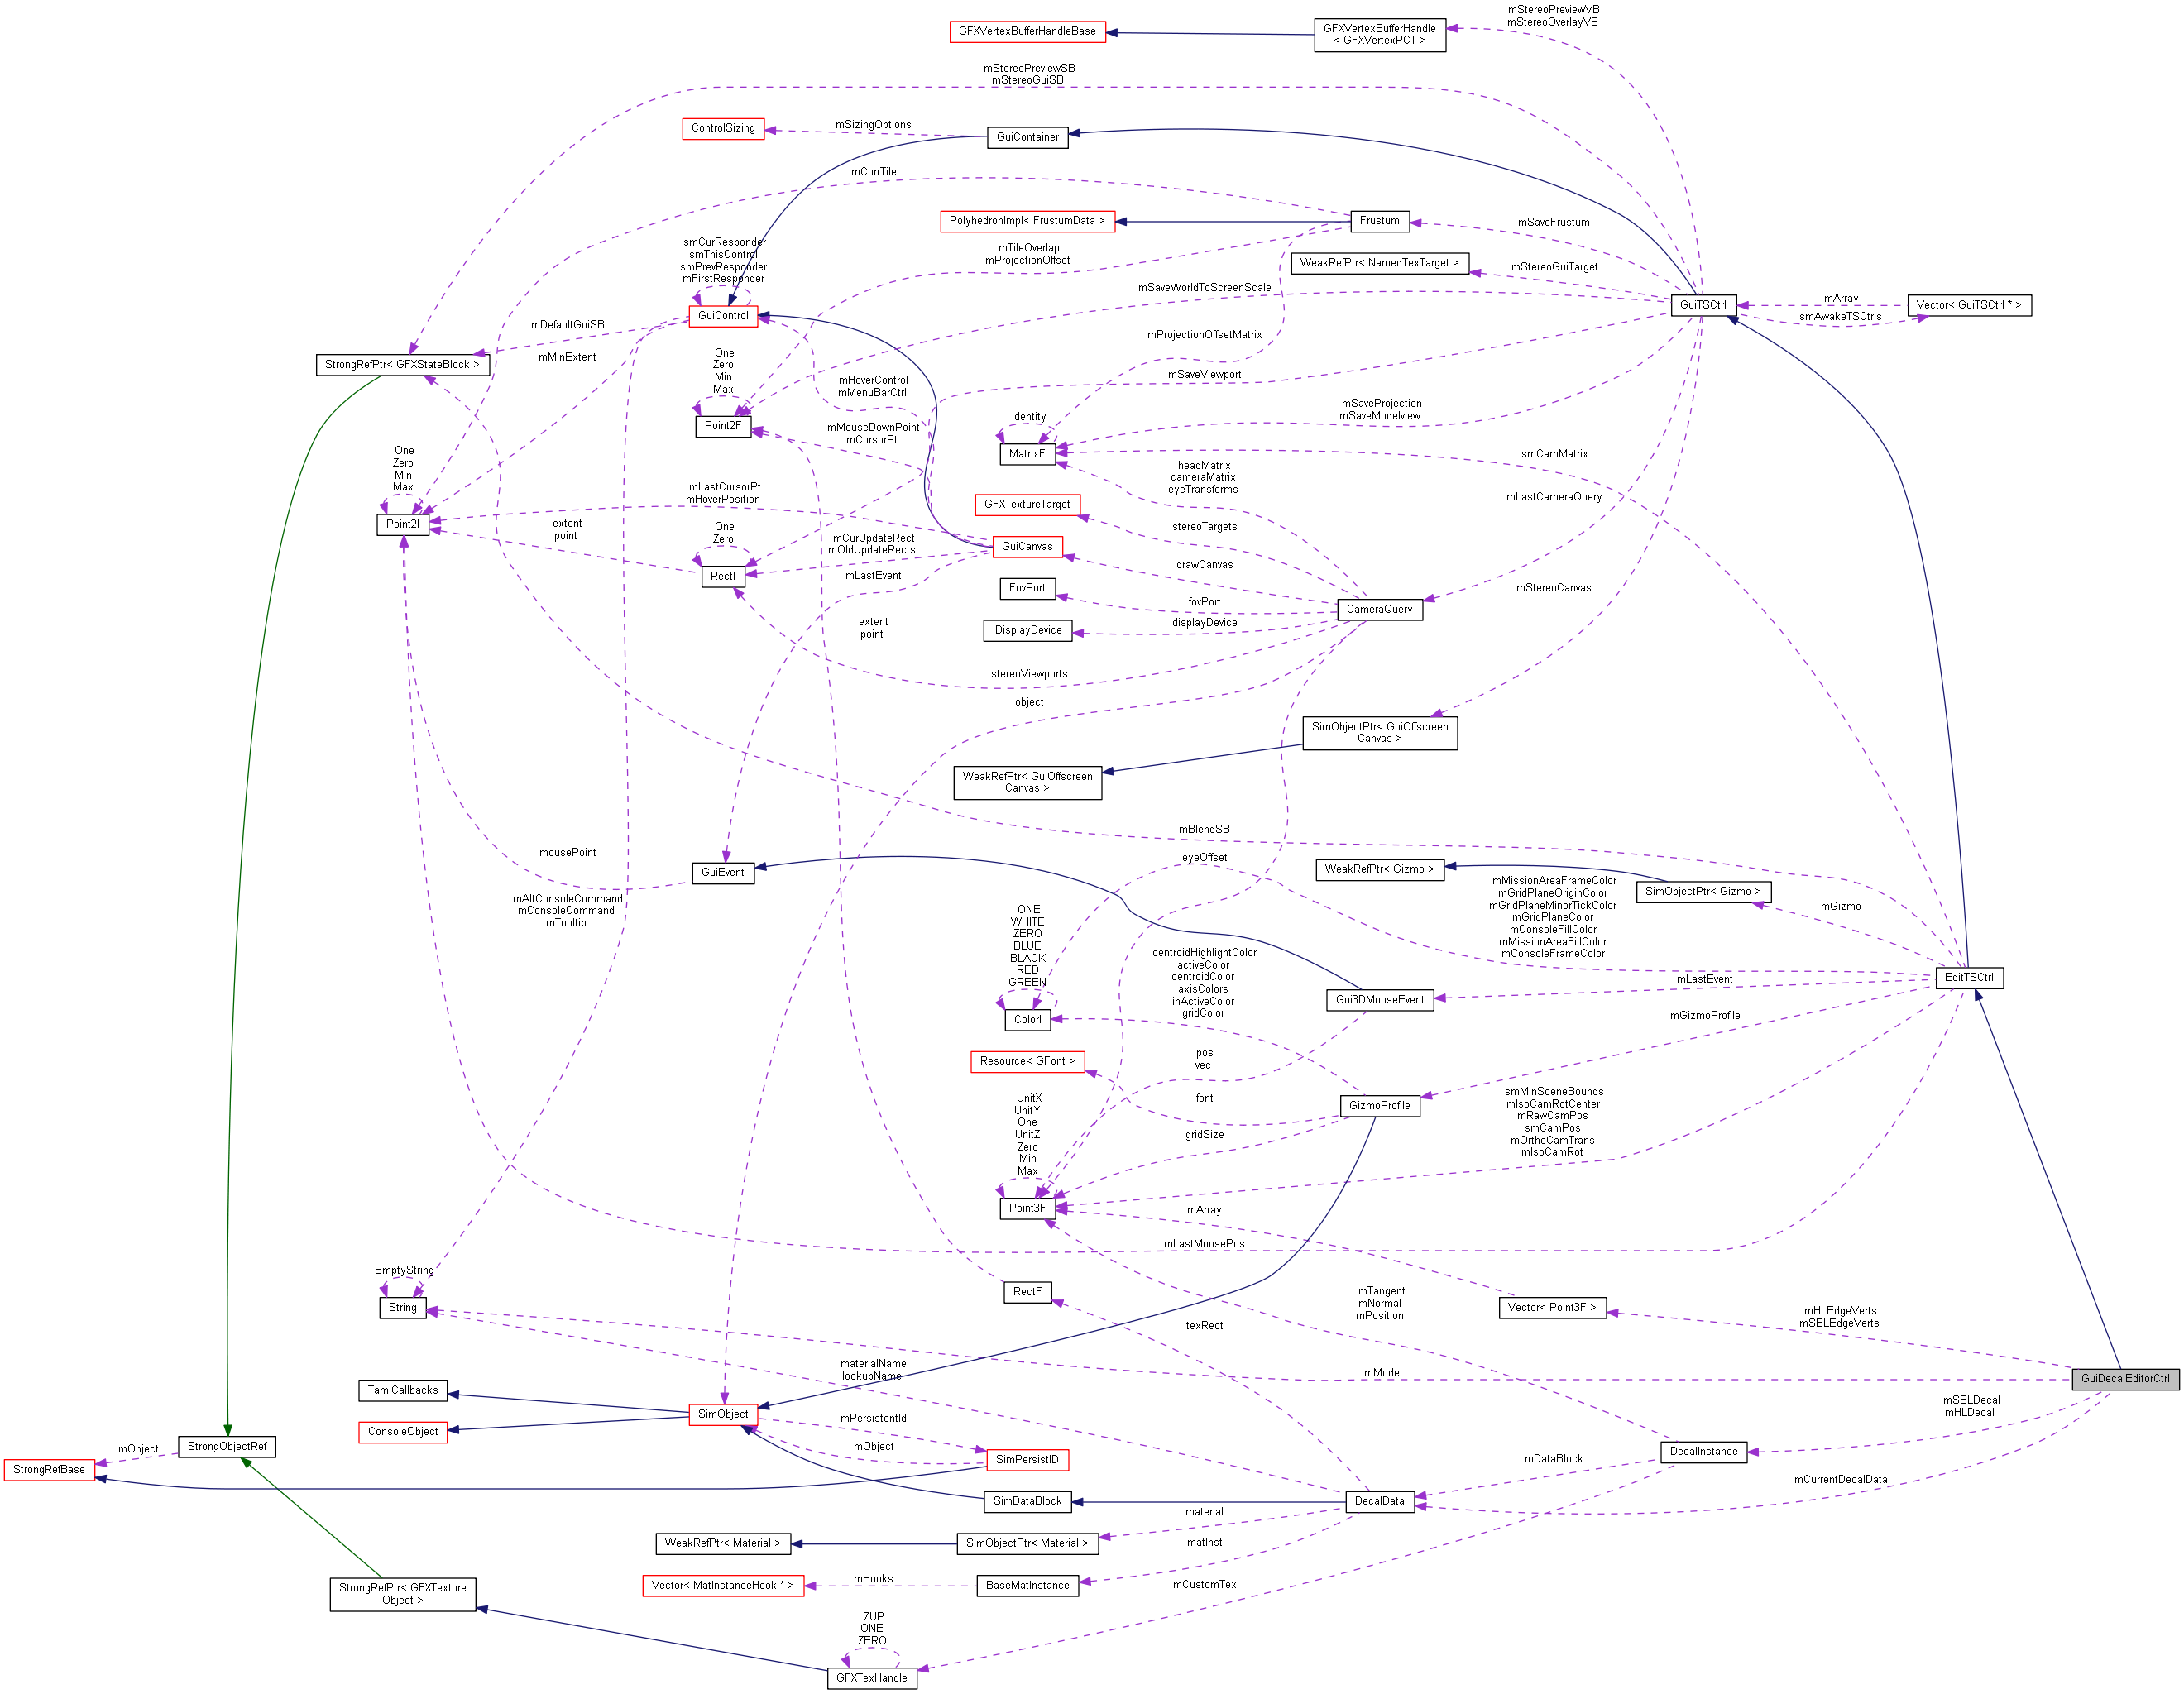 mStereoPreviewVB
mStereoOverlayVB
GFXVertexBufferHandleBase
GFXVertexBufferHandle
< GFXVertexPCT >
mStereoPreviewSB
mStereoGuiSB
ControlSizing
mSizingOptions
GuiContainer
mCurrTile
PolyhedronImpl< FrustumData >
Frustum
mSaveFrustum
smCurResponder
smThisControl
smPrevResponder
mFirstResponder
mTileOverlap
mProjectionOffset
WeakRefPtr< NamedTexTarget >
mStereoGuiTarget
mSaveWorldToScreenScale
GuiTSCtrl
mArray
Vector< GuiTSCtrl * >
smAwakeTSCtrls
GuiControl
mDefaultGuiSB
mProjectionOffsetMatrix
StrongRefPtr< GFXStateBlock >
mMinExtent
One
Zero
Min
Max
mHoverControl
mMenuBarCtrl
mSaveViewport
Point2F
mMouseDownPoint
mCursorPt
Identity
mSaveProjection
mSaveModelview
MatrixF
smCamMatrix
One
Zero
Min
Max
headMatrix
cameraMatrix
eyeTransforms
mLastCursorPt
mHoverPosition
GFXTextureTarget
mLastCameraQuery
Point2I
extent
point
One
Zero
stereoTargets
mCurUpdateRect
mOldUpdateRects
GuiCanvas
drawCanvas
RectI
mLastEvent
FovPort
fovPort
CameraQuery
mStereoCanvas
extent
point
IDisplayDevice
displayDevice
stereoViewports
object
SimObjectPtr< GuiOffscreen
Canvas >
WeakRefPtr< GuiOffscreen
Canvas >
mBlendSB
mousePoint
GuiEvent
eyeOffset
WeakRefPtr< Gizmo >
SimObjectPtr< Gizmo >
mGizmo
mMissionAreaFrameColor
mGridPlaneOriginColor
mGridPlaneMinorTickColor
mGridPlaneColor
mConsoleFillColor
mMissionAreaFillColor
mConsoleFrameColor
mAltConsoleCommand
mConsoleCommand
mTooltip
ONE
WHITE
ZERO
BLUE
BLACK
RED
GREEN
centroidHighlightColor
activeColor
centroidColor
axisColors
inActiveColor
gridColor
EditTSCtrl
mLastEvent
Gui3DMouseEvent
ColorI
mGizmoProfile
Resource< GFont >
pos
vec
font
GizmoProfile
UnitX
UnitY
One
UnitZ
Zero
Min
Max
gridSize
smMinSceneBounds
mIsoCamRotCenter
mRawCamPos
smCamPos
mOrthoCamTrans
mIsoCamRot
Point3F
mArray
mLastMousePos
EmptyString
String
RectF
mTangent
mNormal
mPosition
Vector< Point3F >
mHLEdgeVerts
mSELEdgeVerts
texRect
materialName
lookupName
mMode
GuiDecalEditorCtrl
TamlCallbacks
SimObject
mPersistentId
ConsoleObject
mSELDecal
mHLDecal
StrongObjectRef
mObject
mObject
StrongRefBase
SimPersistID
DecalInstance
mDataBlock
mCurrentDecalData
SimDataBlock
DecalData
material
WeakRefPtr< Material >
SimObjectPtr< Material >
matInst
Vector< MatInstanceHook * >
mHooks
BaseMatInstance
mCustomTex
StrongRefPtr< GFXTexture
Object >
ZUP
ONE
ZERO
GFXTexHandle